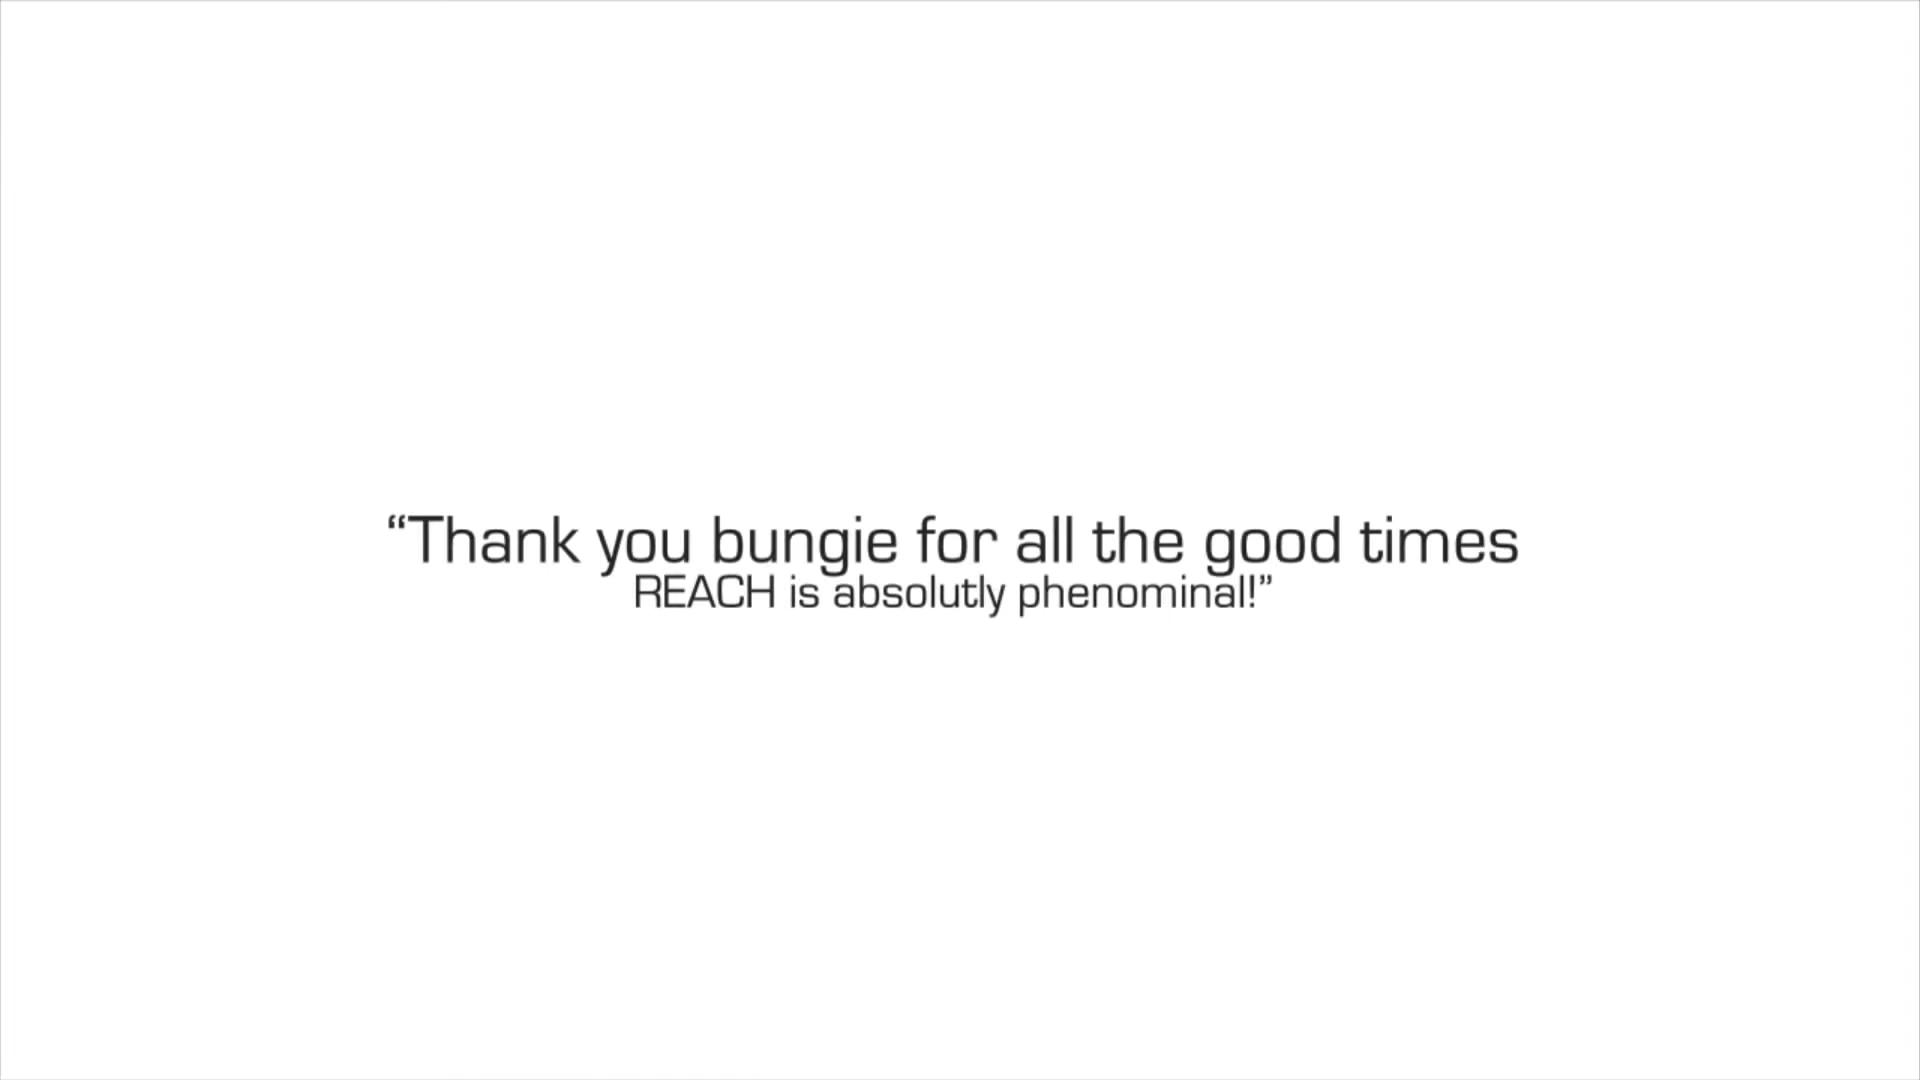 “Thank you bungie for all the good times
REACH is absolutly phenominal!”